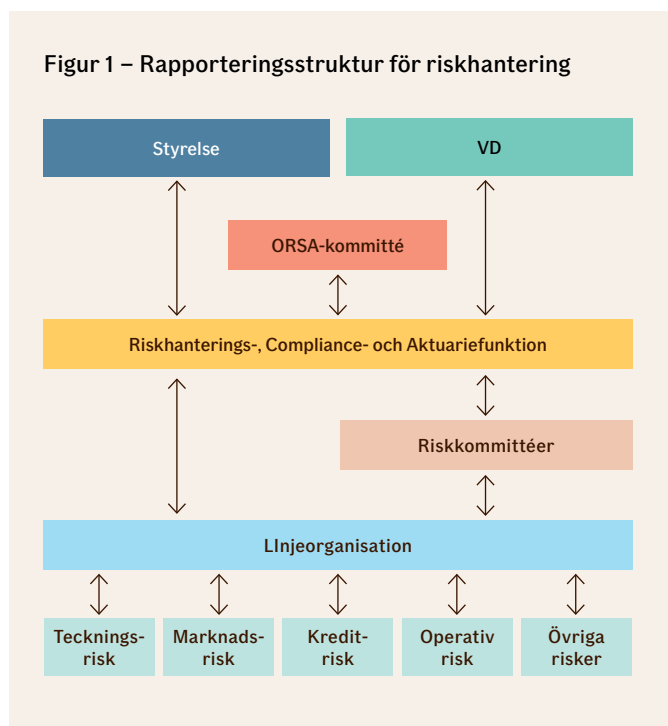 Figur 1 – Rapporteringsstruktur för riskhantering
Styrelse
VD
ORSA-kommitté
Riskhanterings-, Compliance- och Aktuariefunktion
Riskkommittéer
LInjeorganisation
Tecknings-
risk
Marknads-
risk
Kredit-
risk
Operativ
risk
Övriga
risker